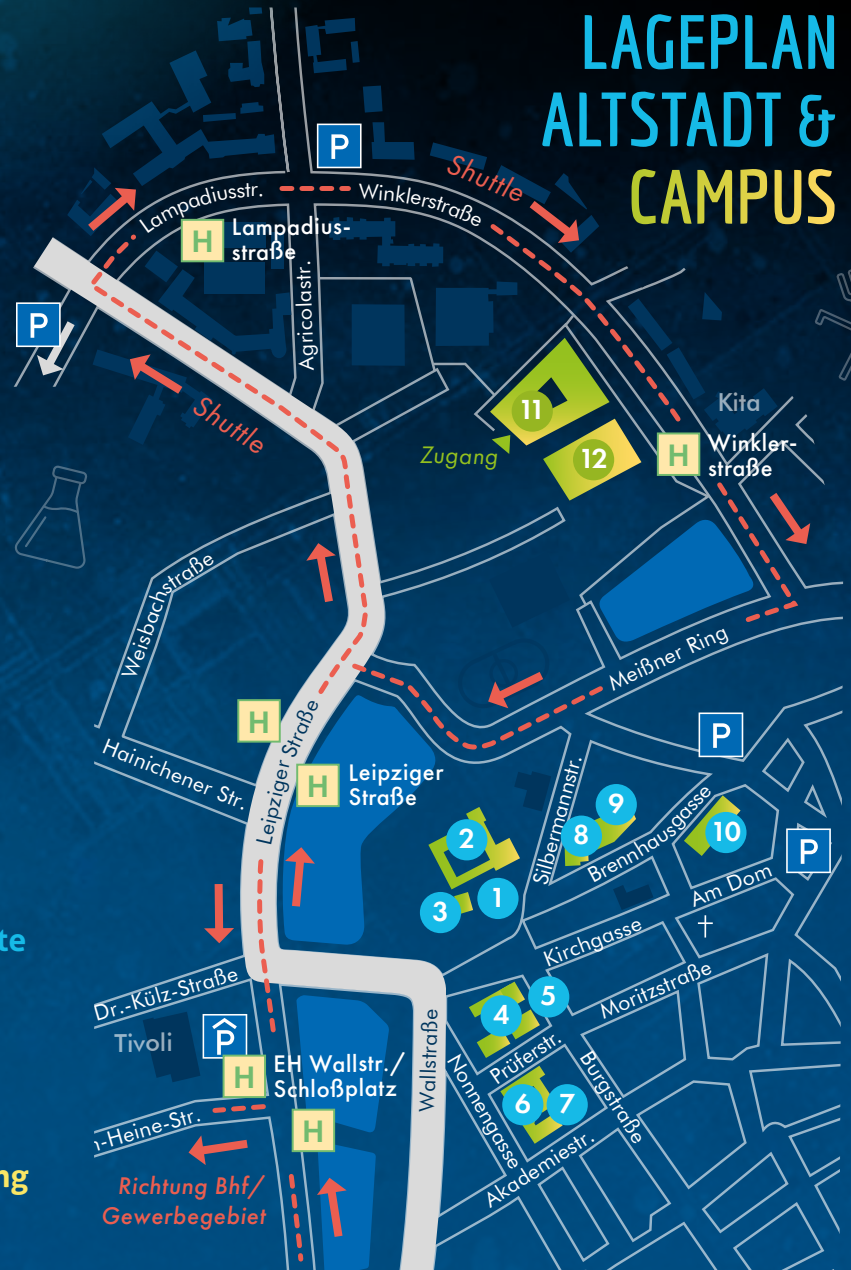 LAGEPLAN
ALTSTADT &
CAMPUS
P
Shuttle
Lampadiusstr.
Winklerstraße
H
Lampadius-
straße
Agricolastr.
P
Shuttle
Kita
11
Zugang
12
H
Winkler-
straße
Weisbachstraße
Meißner Ring
H
Leipziger Straße
P
Hainichener Str.
H
Leipziger
Straße
Silbermannstr.
9
8
2
Brennhausgasse
10
P
1
3
Am Dom
te
Kirchgasse
Dr.-Külz-Straße
5
4
Moritzstraße
Tivoli
P
H
EH Wallstr./
Schloßplatz
Wallstraße
Prüferstr.
Nonnengasse
Burgstraße
6
7
H
n-Heine-Str.
Akademiestr.
ng
Richtung Bhf/
Gewerbegebiet